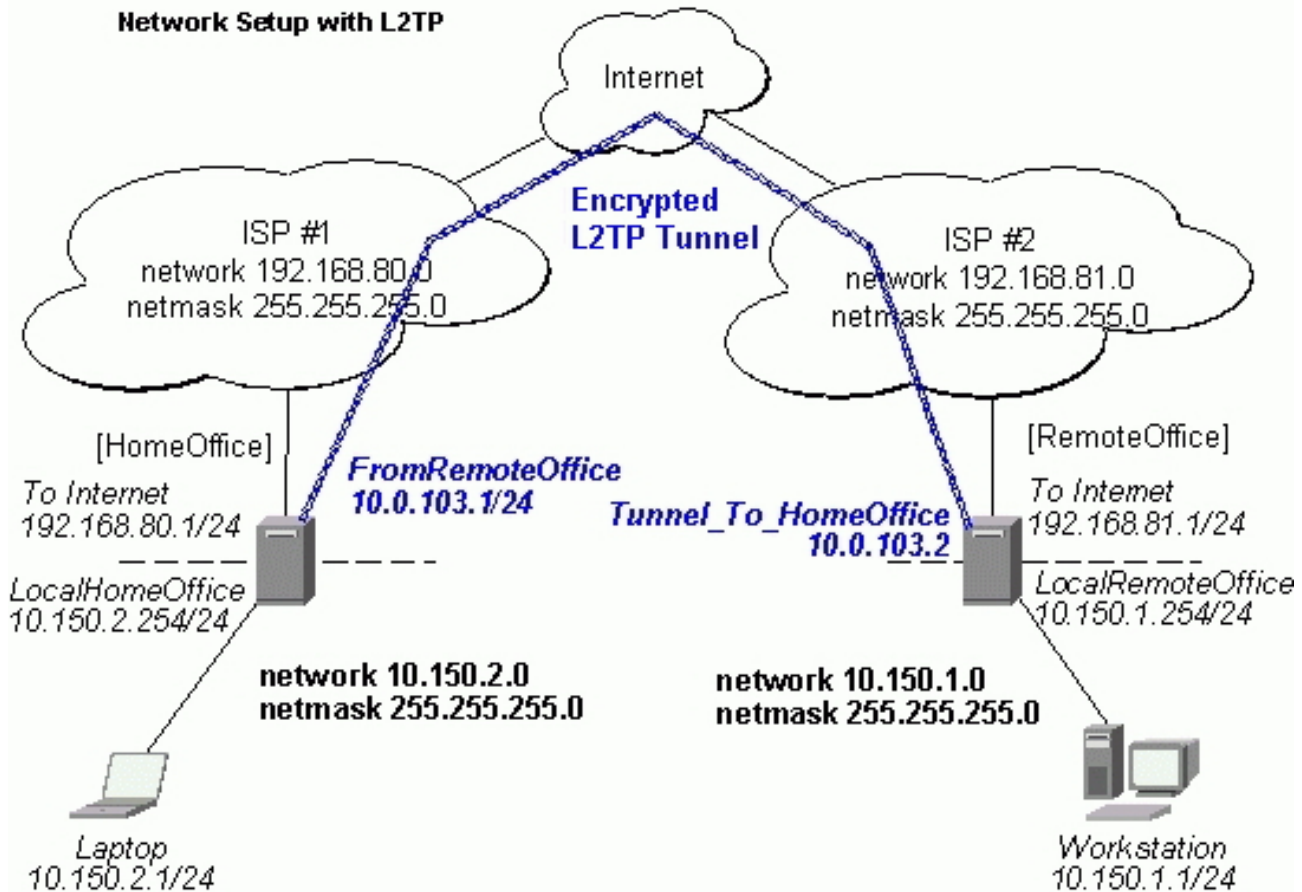 Network Setup with L2TP
Internet
Encrypted
L2TP Tunnel
ISP #1
network 192.168.80.0
netmask 255.255.255.0
ISP #2
network 192.168.81.0
netmask 255.255.255.0
[HomeOffice]
To Internet
192.168.80.1/24
FromRemoteOffice
10.0.103.1/24
Tunnel_To_HomeOffice
10.0.103.2
[RemoteOffice]
To Internet
192.168.81.1/24
LocalHomeOffice
10.150.2.254/24
LocalRemoteOffice
10.150.1.254/24
network 10.150.2.0
netmask 255.255.255.0
network 10.150.1.0
netmask 255.255.255.0
Laptop
10.150.2.1/24
Workstation
10.150.1.1/24